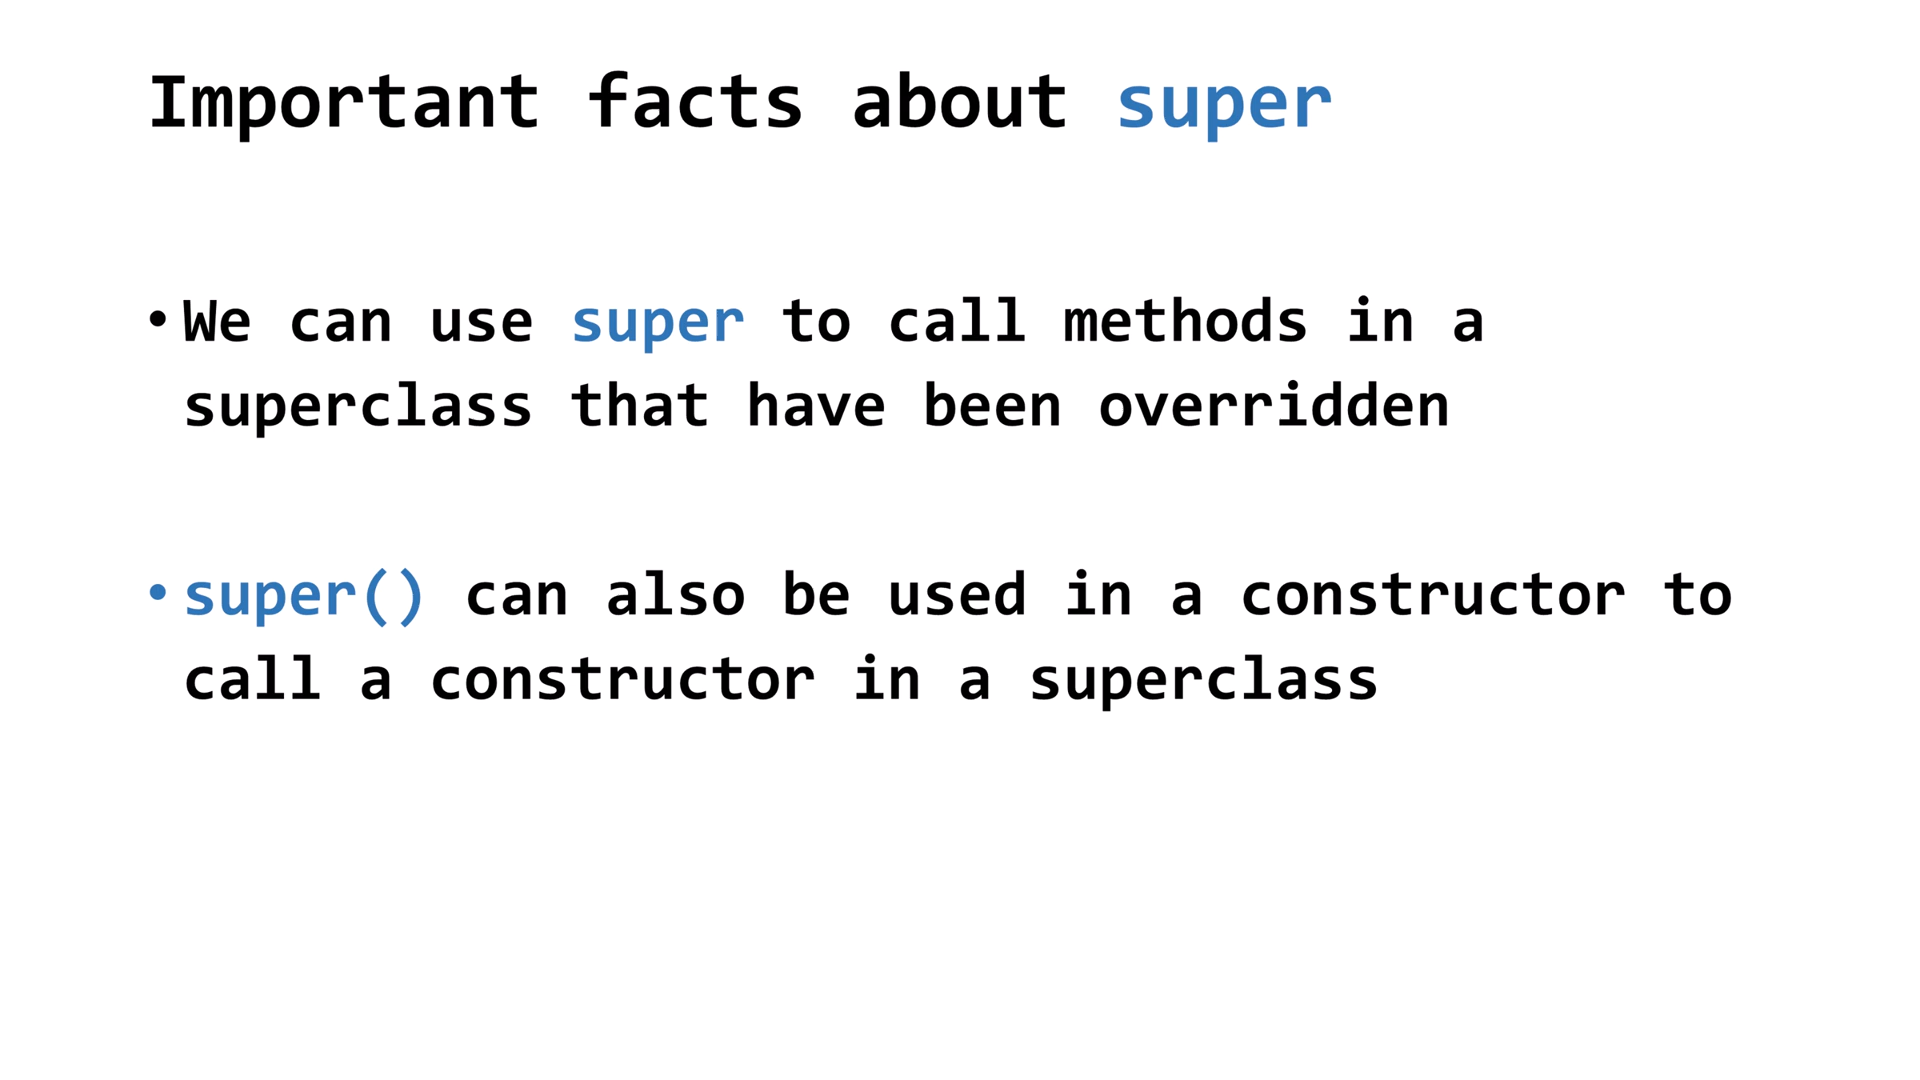 Important facts about super
• We can use super to call methods in a
superclass that have been overridden
• super() can also be used in a constructor to
call a constructor in a superclass